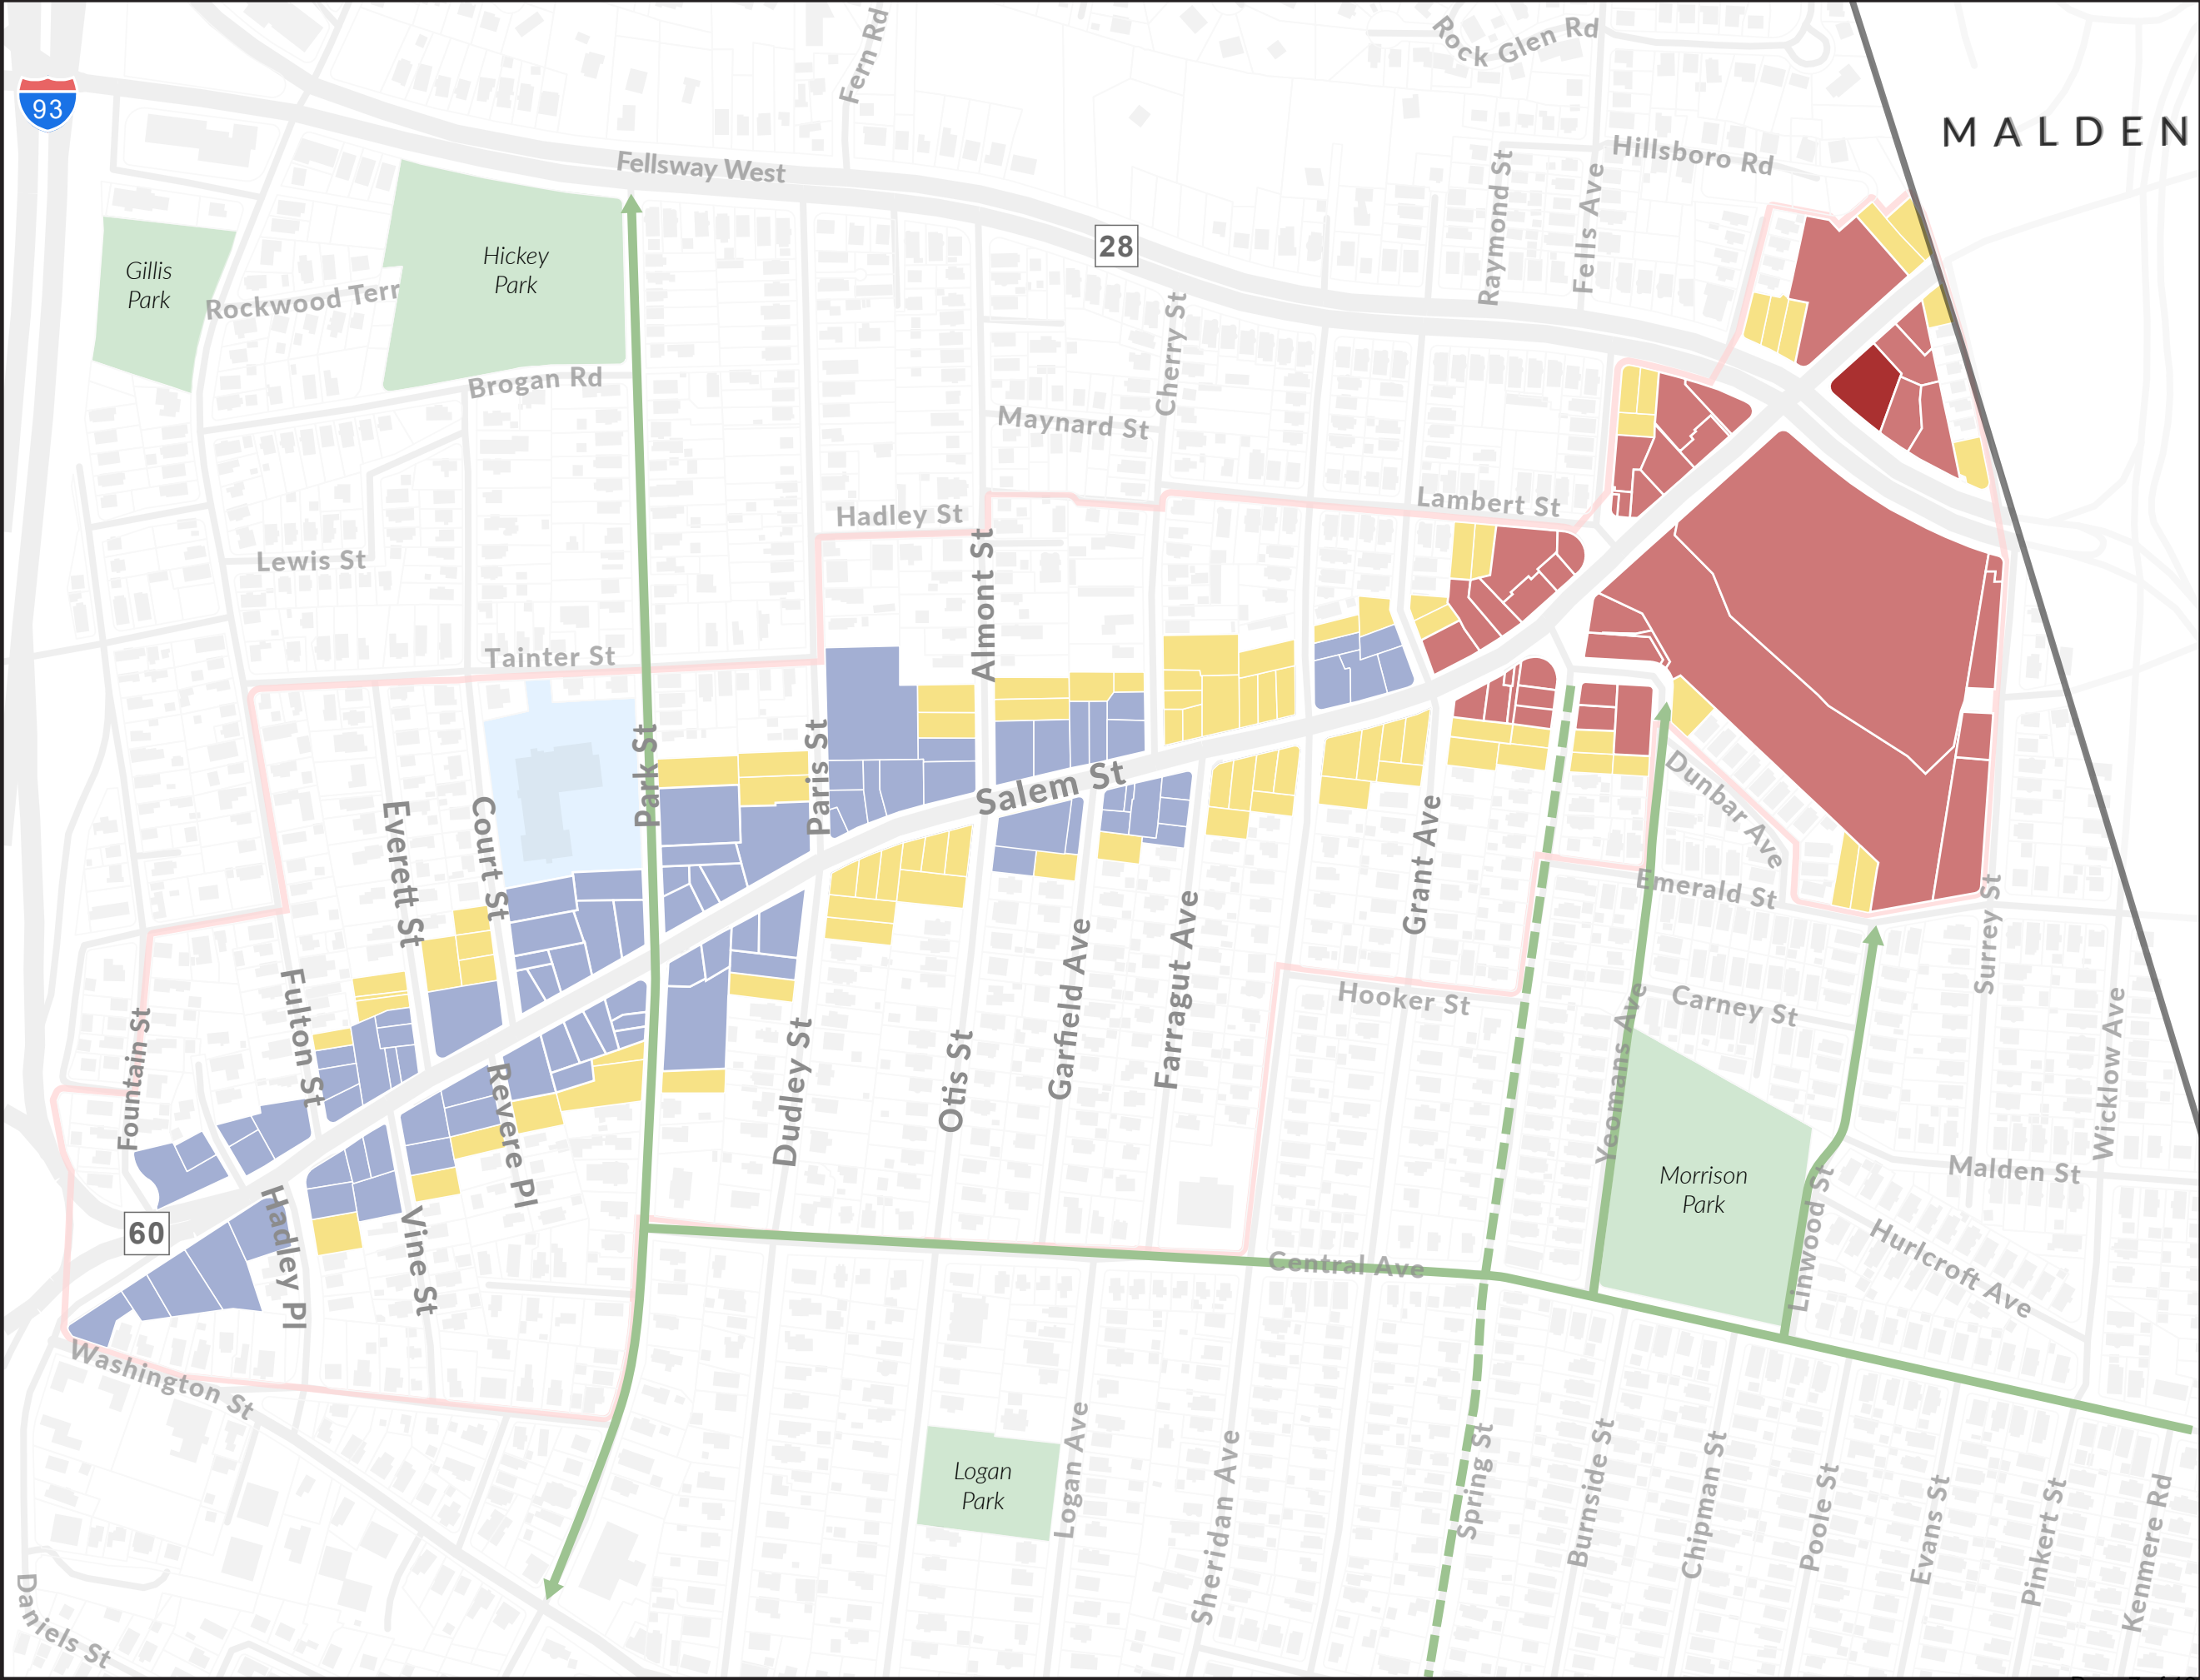 Fern Rd
Rock Glen Rd
93
MALDEN
Fellsway West
Hillsboro Rd
Raymond St
Fells Ave
28
Gillis
Park
Hickey
Park
Rockwood Terr
Brogan Rd
Cherry St
Maynard St
Hadley St
Lambert St
Lewis St
Almont St
Tainter St
Park St
Paris St
Salem St
Everett St
Court St
Dunbar Ave
Grant Ave
Emerald St
Surrey St
Fulton St
Garfield Ave
Farragut Ave
Hooker St
Yeomans Ave
Carney St
Wicklow Ave
Fountain St
Revere Pl
Dudley St
Otis St
Morrison
Park
Malden St
60
Hadley Pl
Vine St
Central Ave
Linwood St
Hurlcroft Ave
Washington St
Logan
Park
Logan Ave
Sheridan Ave
Spring St
Burnside St
Chipman St
Poole St
Evans St
Pinkert St
Kenmere Rd
Daniels St